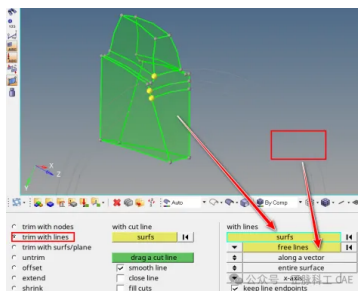 X
Z
Y
Auto
By Comp
trim with nodes
with cut line
with lines
trim with lines
surfs
surfs
trim with surfs/plane
free lines
untrim
drag a cut line
along a vector
offset
smooth line
entire surface
extend
close line
x-axis
shrink
fill cuts
keep line endpoints
公众号
CAE